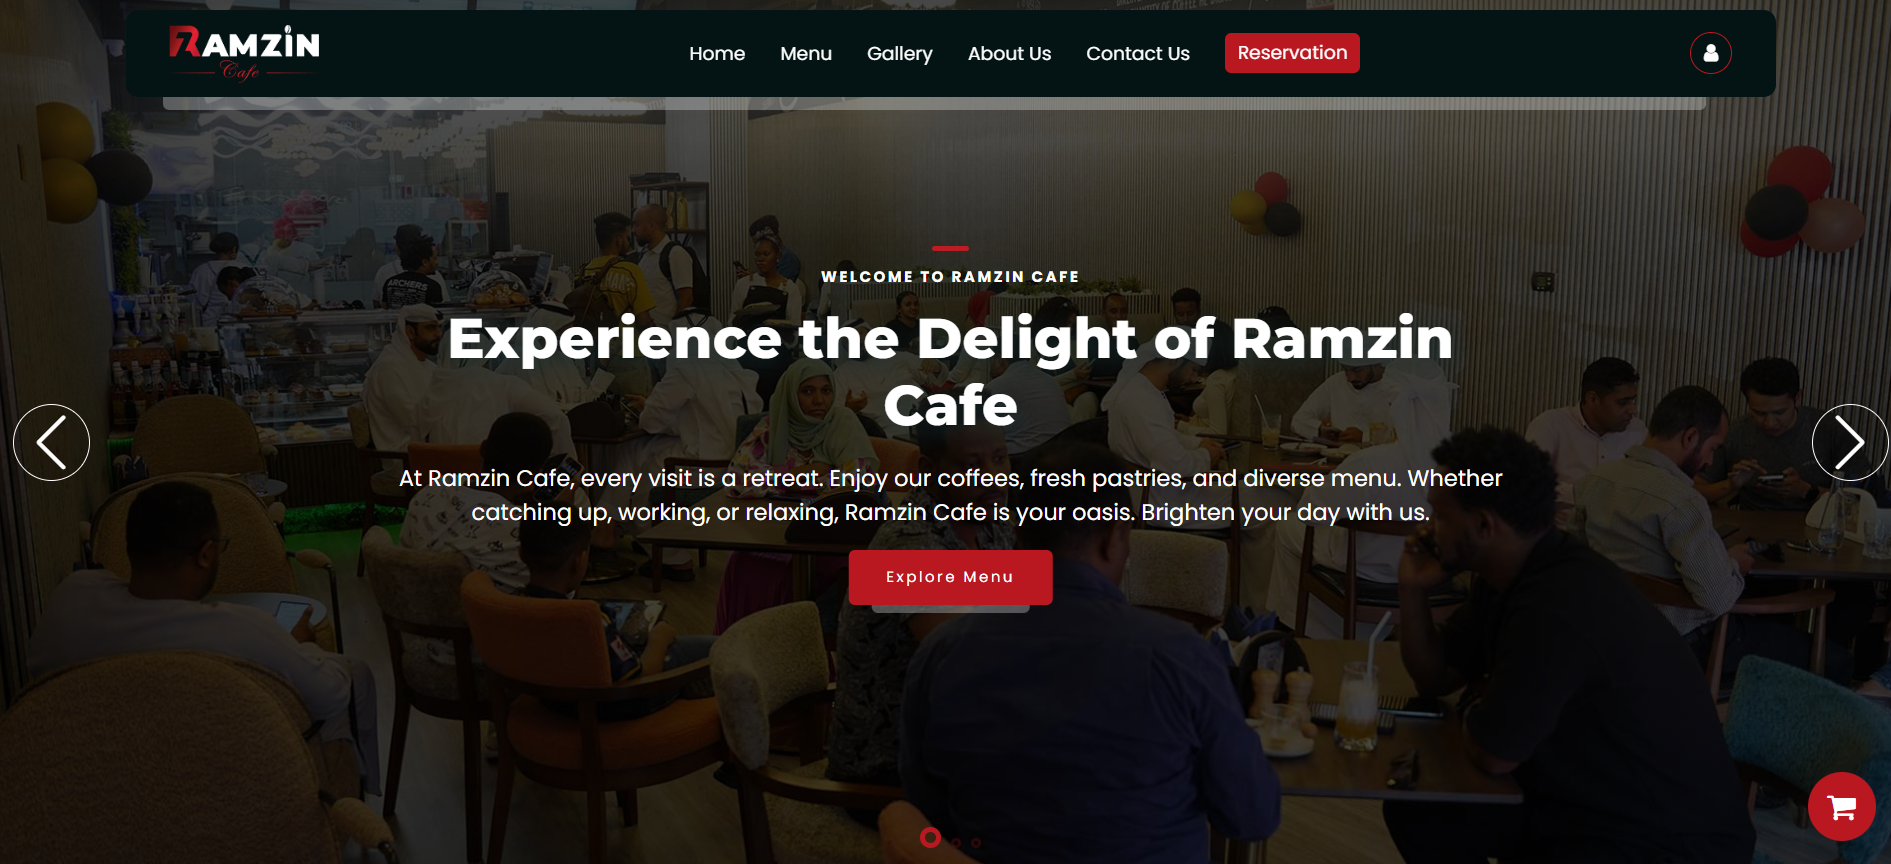 RAMZIN
Cafe
Home
Menu
Gallery
About Us
Contact Us
Reservation
ARCHERS
WELCOME TO RAMZIN CAFE
Experience the Delight of Ramzin
Cafe
At Ramzin Cafe, every visit is a retreat. Enjoy our coffees, fresh pastries, and diverse menu. Whether
catching up, working, or relaxing, Ramzin Cafe is your oasis. Brighten your day with us.
Explore Menu